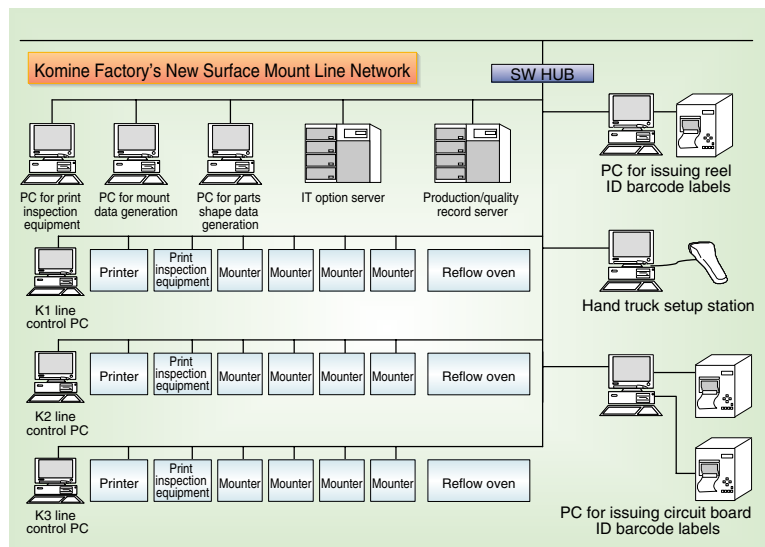 Komine Factory's New Surface Mount Line Network
SW HUB
PC for print
inspection
equipment
PC for mount
data generation
PC for parts
shape data
generation
IT option server
Production/quality
record server
PC for issuing reel
ID barcode labels
K1 line
control PC
Printer
Print
inspection
equipment
Mounter
Mounter
Mounter
Mounter
Reflow oven
Hand truck setup station
K2 line
control PC
Printer
Print
inspection
equipment
Mounter
Mounter
Mounter
Mounter
Reflow oven
K3 line
control PC
Printer
Print
inspection
equipment
Mounter
Mounter
Mounter
Mounter
Reflow oven
PC for issuing circuit board
ID barcode labels